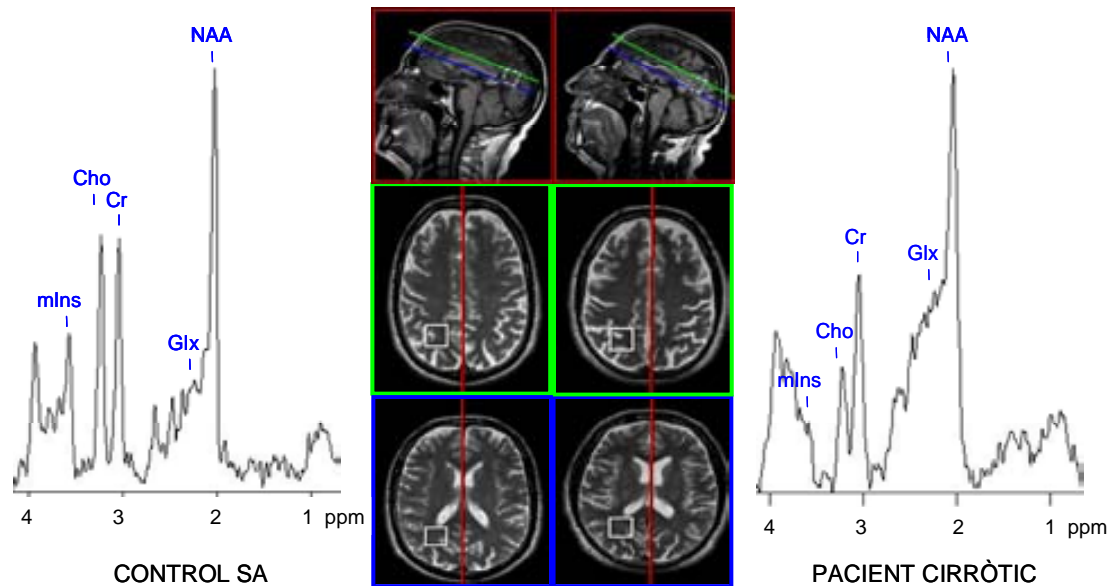 NAA
Cho
Cr
mIns
Glx
4 3 2 1 ppm
CONTROL SA
NAA
Glx
Cr
Cho
mIns
4 3 2 1 ppm
PACIENT CIRRÒTIC